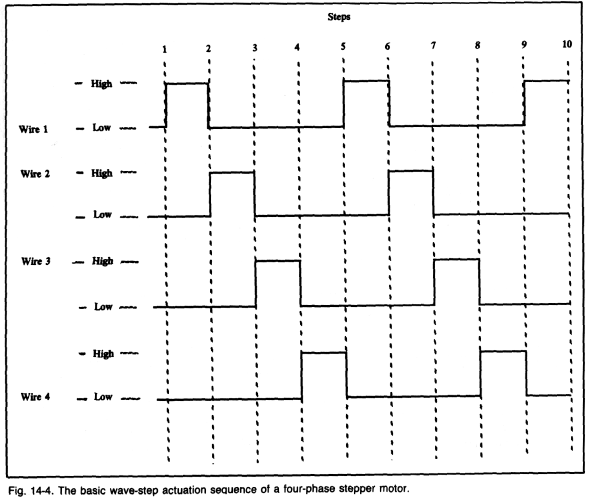 Steps
1 2 3 4 5 6 7 8 9 10
– High
Wire 1 – Low
Wire 2 – High
– Low
Wire 3 – High
– Low
– High
Wire 4 – Low
Fig. 14-4. The basic wave-step actuation sequence of a four-phase stepper motor.